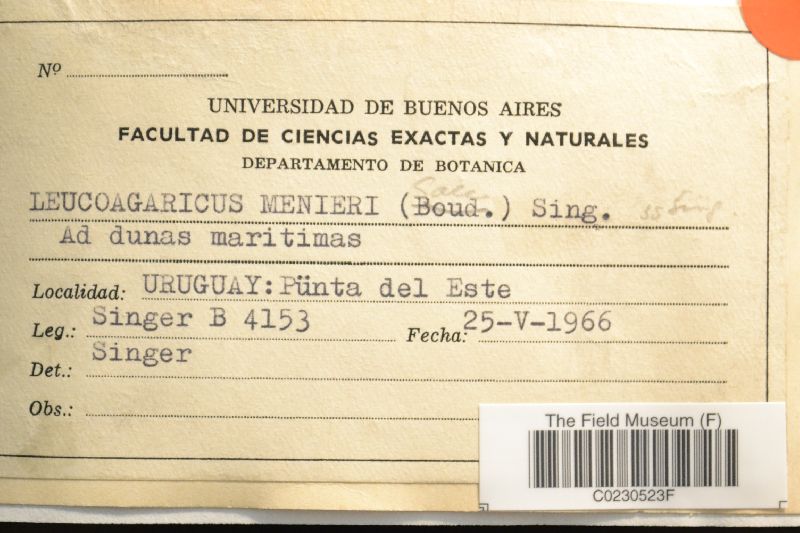 Nº
UNIVERSIDAD DE BUENOS AIRES
FACULTAD DE CIENCIAS EXACTAS Y NATURALES
DEPARTAMENTO DE BOTANICA
LEUCOAGARICUS MENIERI (Boud.) Sing.
Ad dunas maritimas
Localidad: URUGUAY: Pünta del Este
Leg.: Singer B 4153 Fecha: 25-V-1966
Det.: Singer
Obs.:
The Field Museum (F)
C0230523F